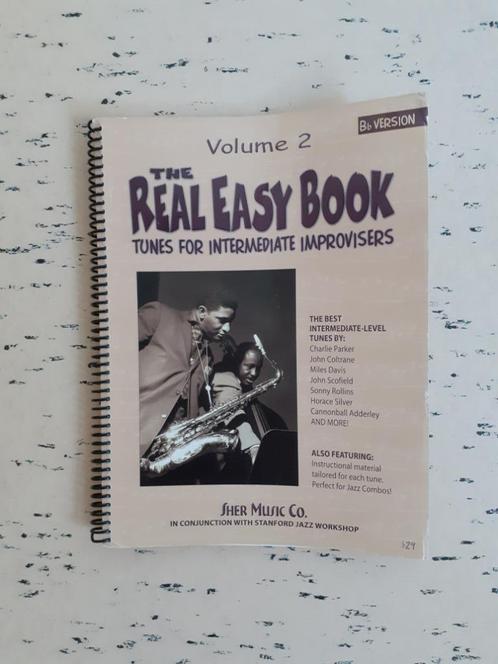 Volume 2
Bb VERSION
THE
REAL EASY BOOK
TUNES FOR INTERMEDIATE IMPROVISERS
THE BEST
INTERMEDIATE-LEVEL
TUNES BY:
Charlie Parker
John Coltrane
Miles Davis
John Scofield
Sonny Rollins
Horace Silver
Cannonball Adderley
AND MORE!
ALSO FEATURING:
Instructional material
tailored for each tune.
Perfect for Jazz Combos!
SHER MUSIC CO.
IN CONJUNCTION WITH STANFORD JAZZ WORKSHOP
$29